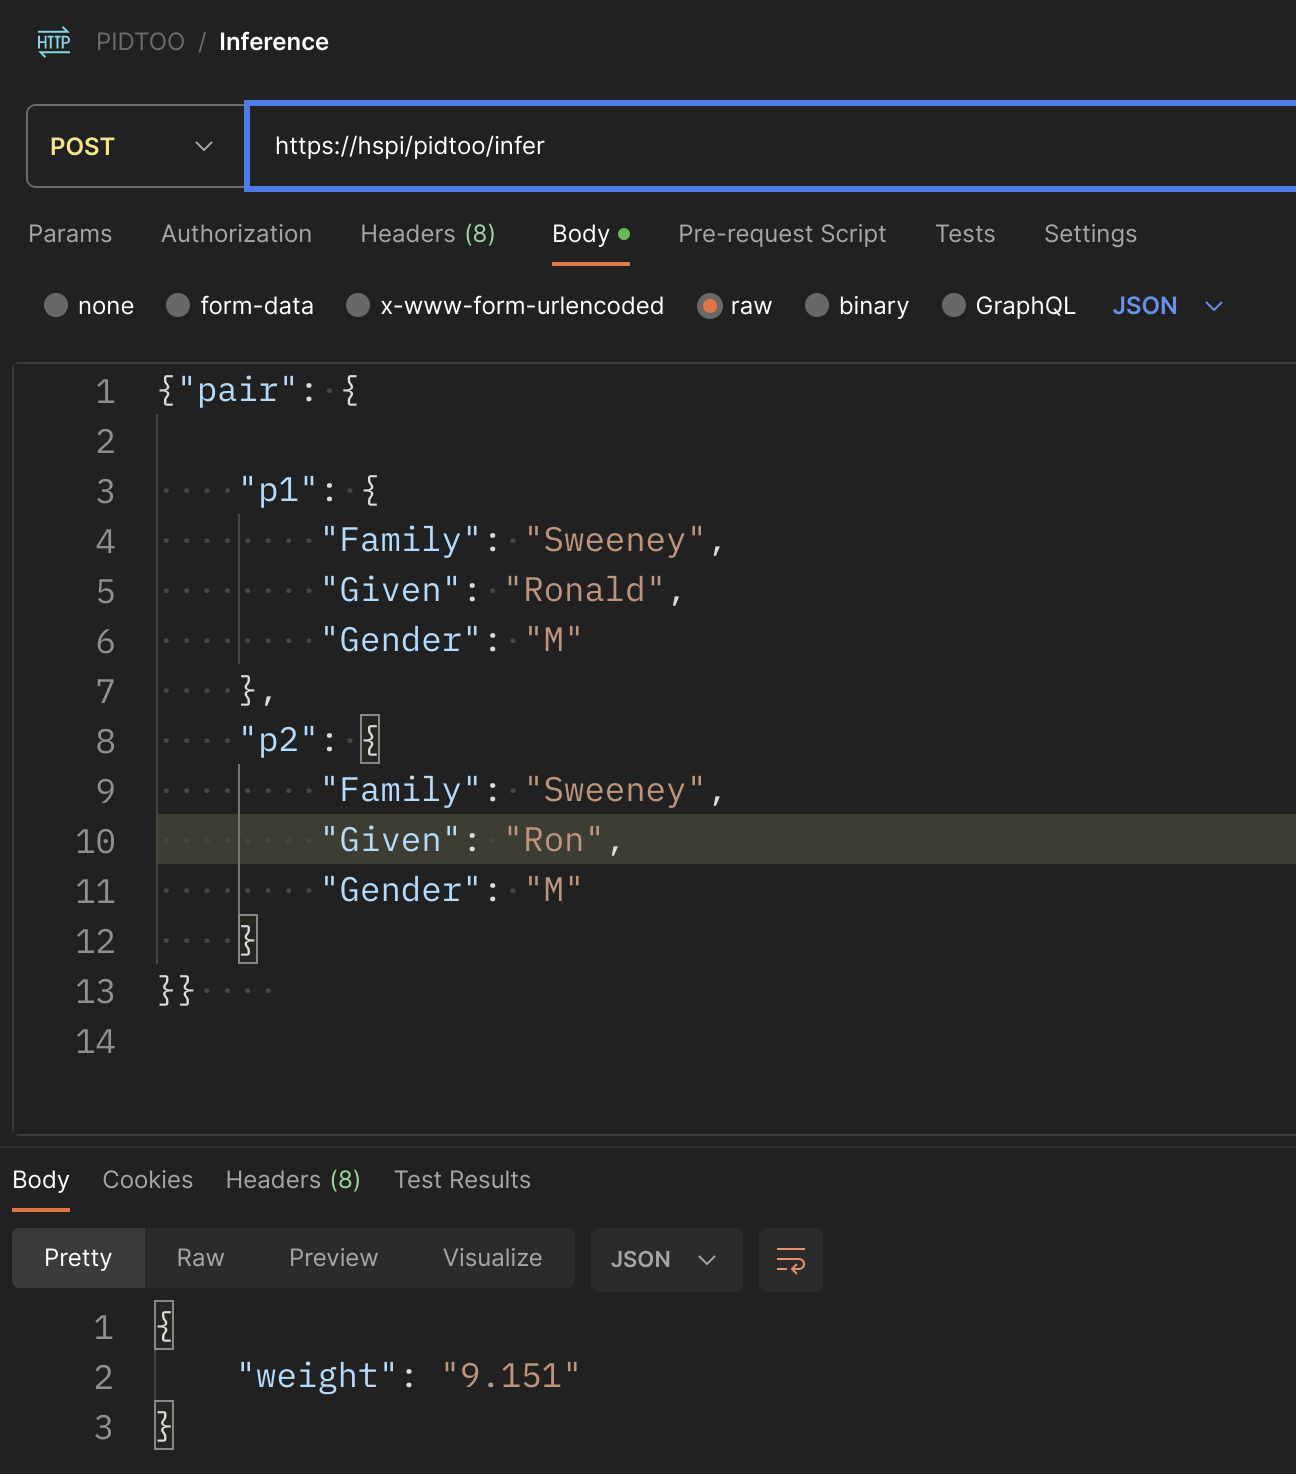 HTTP PIDTOO / Inference
POST https://hspi/pidtoo/infer
Params Authorization Headers (8) Body Pre-request Script Tests Settings
none form-data x-www-form-urlencoded raw binary GraphQL JSON
1 {"pair": {
2
3 "p1": {
4 "Family": "Sweeney",
5 "Given": "Ronald",
6 "Gender": "M"
7 },
8 "p2": {
9 "Family": "Sweeney",
10 "Given": "Ron",
11 "Gender": "M"
12 }
13 }}
14
Body Cookies Headers (8) Test Results
Pretty Raw Preview Visualize JSON
1 {
2 "weight": "9.151"
3 }